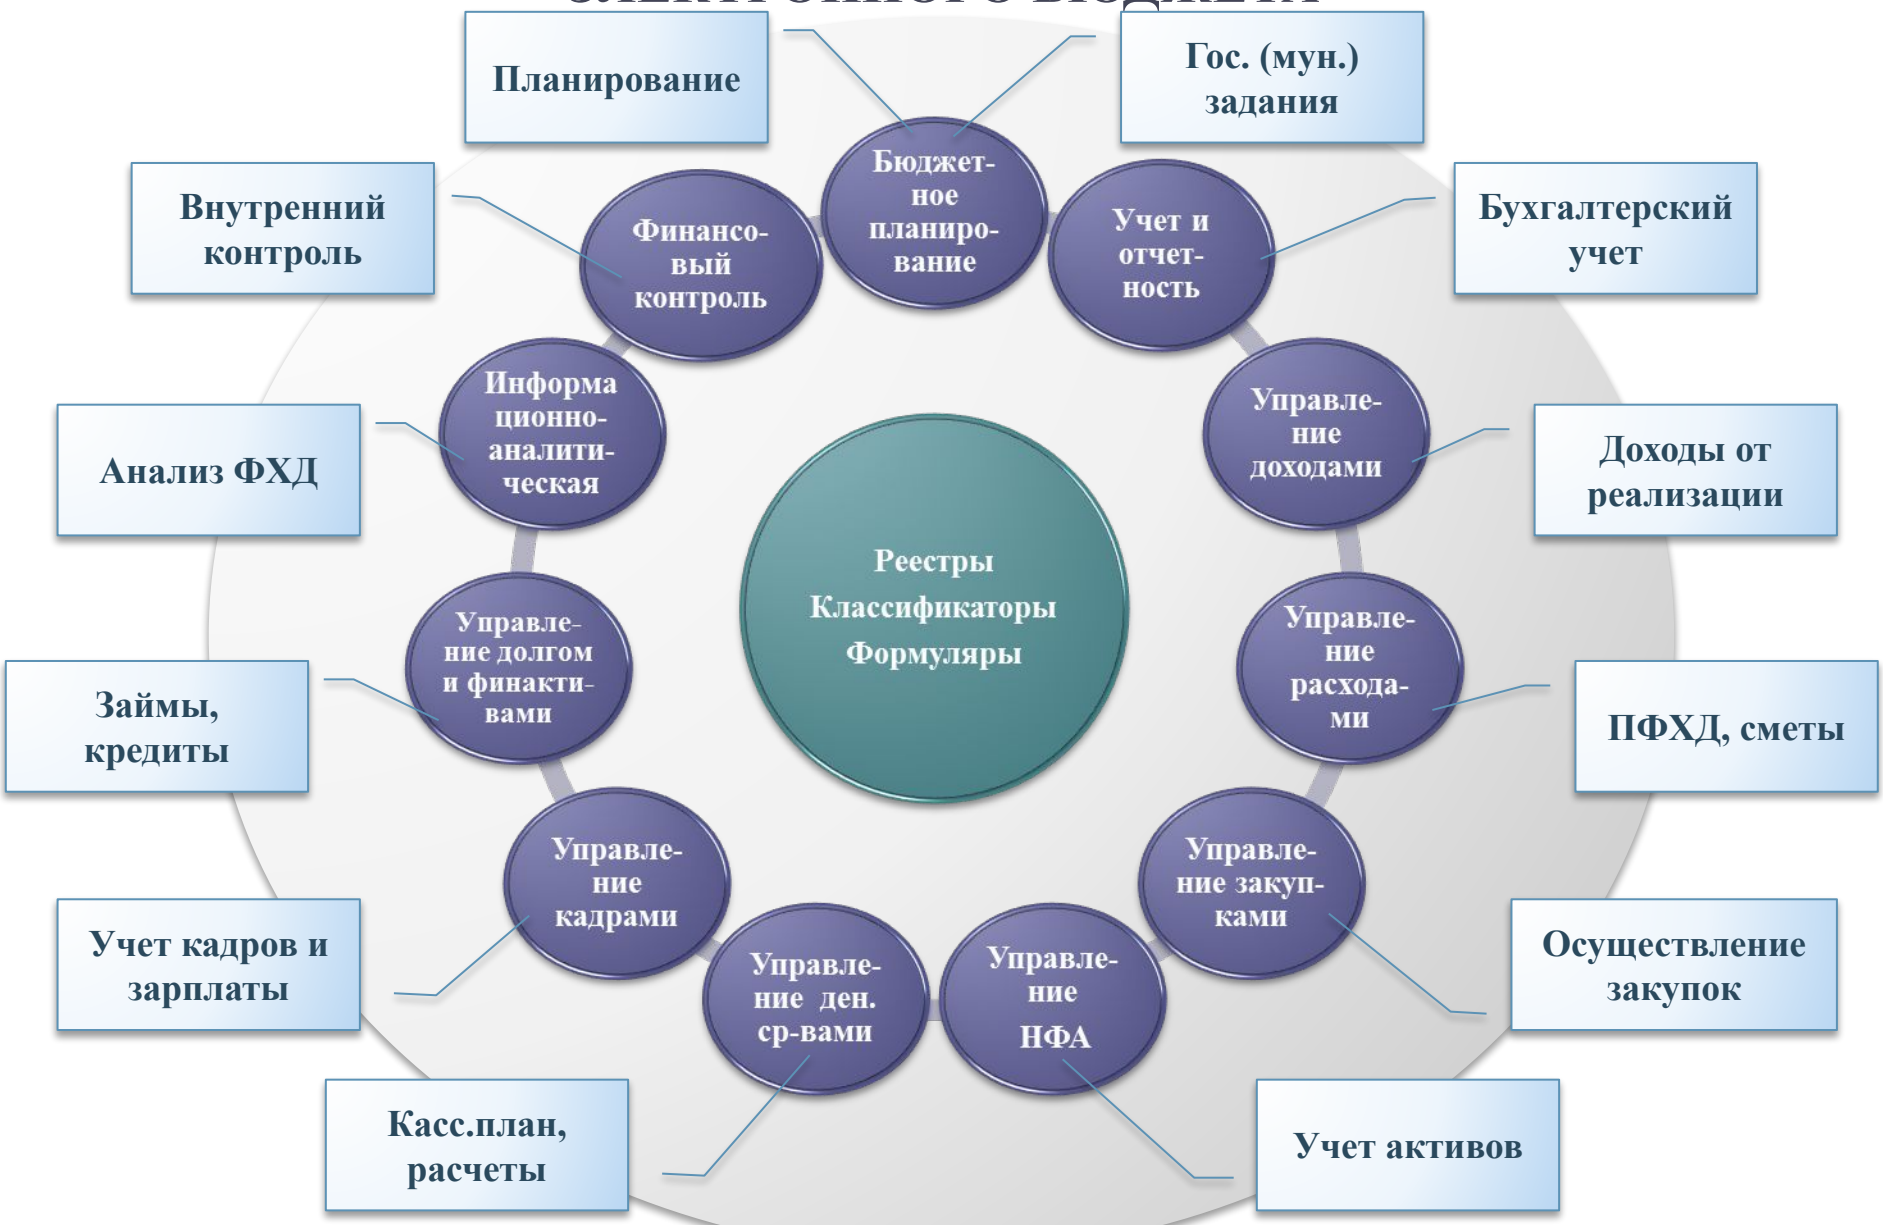 ЭЛЕКТРОННОГО БЮДЖЕТА
Планирование
Гос. (мун.)
задания
Внутренний
контроль
Бухгалтерский
учет
Бюджет-
ное
планиро-
вание
Финансо-
вый
контроль
Учет и
отчет-
ность
Информа
ционно-
аналити-
ческая
Управле-
ние
доходами
Анализ ФХД
Доходы от
реализации
Реестры
Классификаторы
Формуляры
Управле-
ние долгом
и финакти-
вами
Управле-
ние
расхода-
ми
Займы,
кредиты
ПФХД, сметы
Управле-
ние
кадрами
Управле-
ние закуп-
ками
Учет кадров и
зарплаты
Осуществление
закупок
Управле-
ние ден.
ср-вами
Управле-
ние
НФА
Касс.план,
расчеты
Учет активов